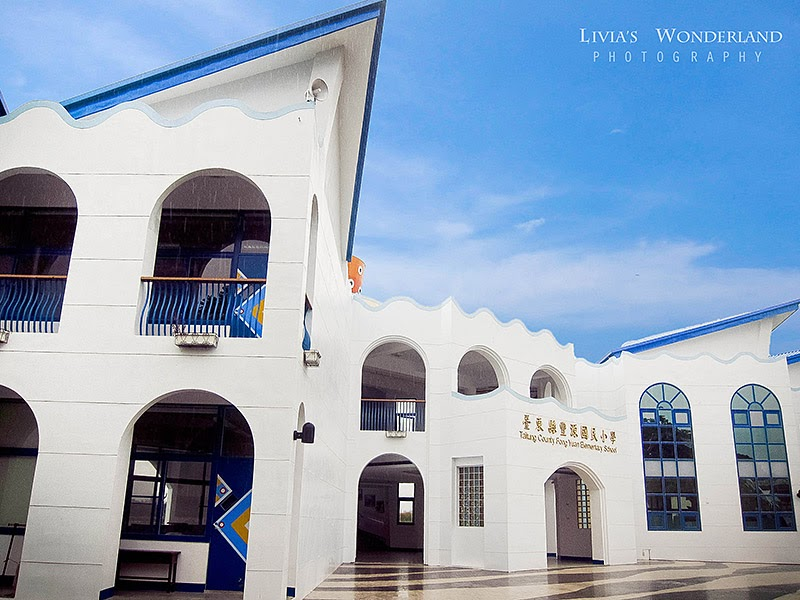 LIVIA'S WONDERLAND
PHOTOGRAPHY
臺東縣豐源國民小學
Taitung County Fong Yuan Elementary School